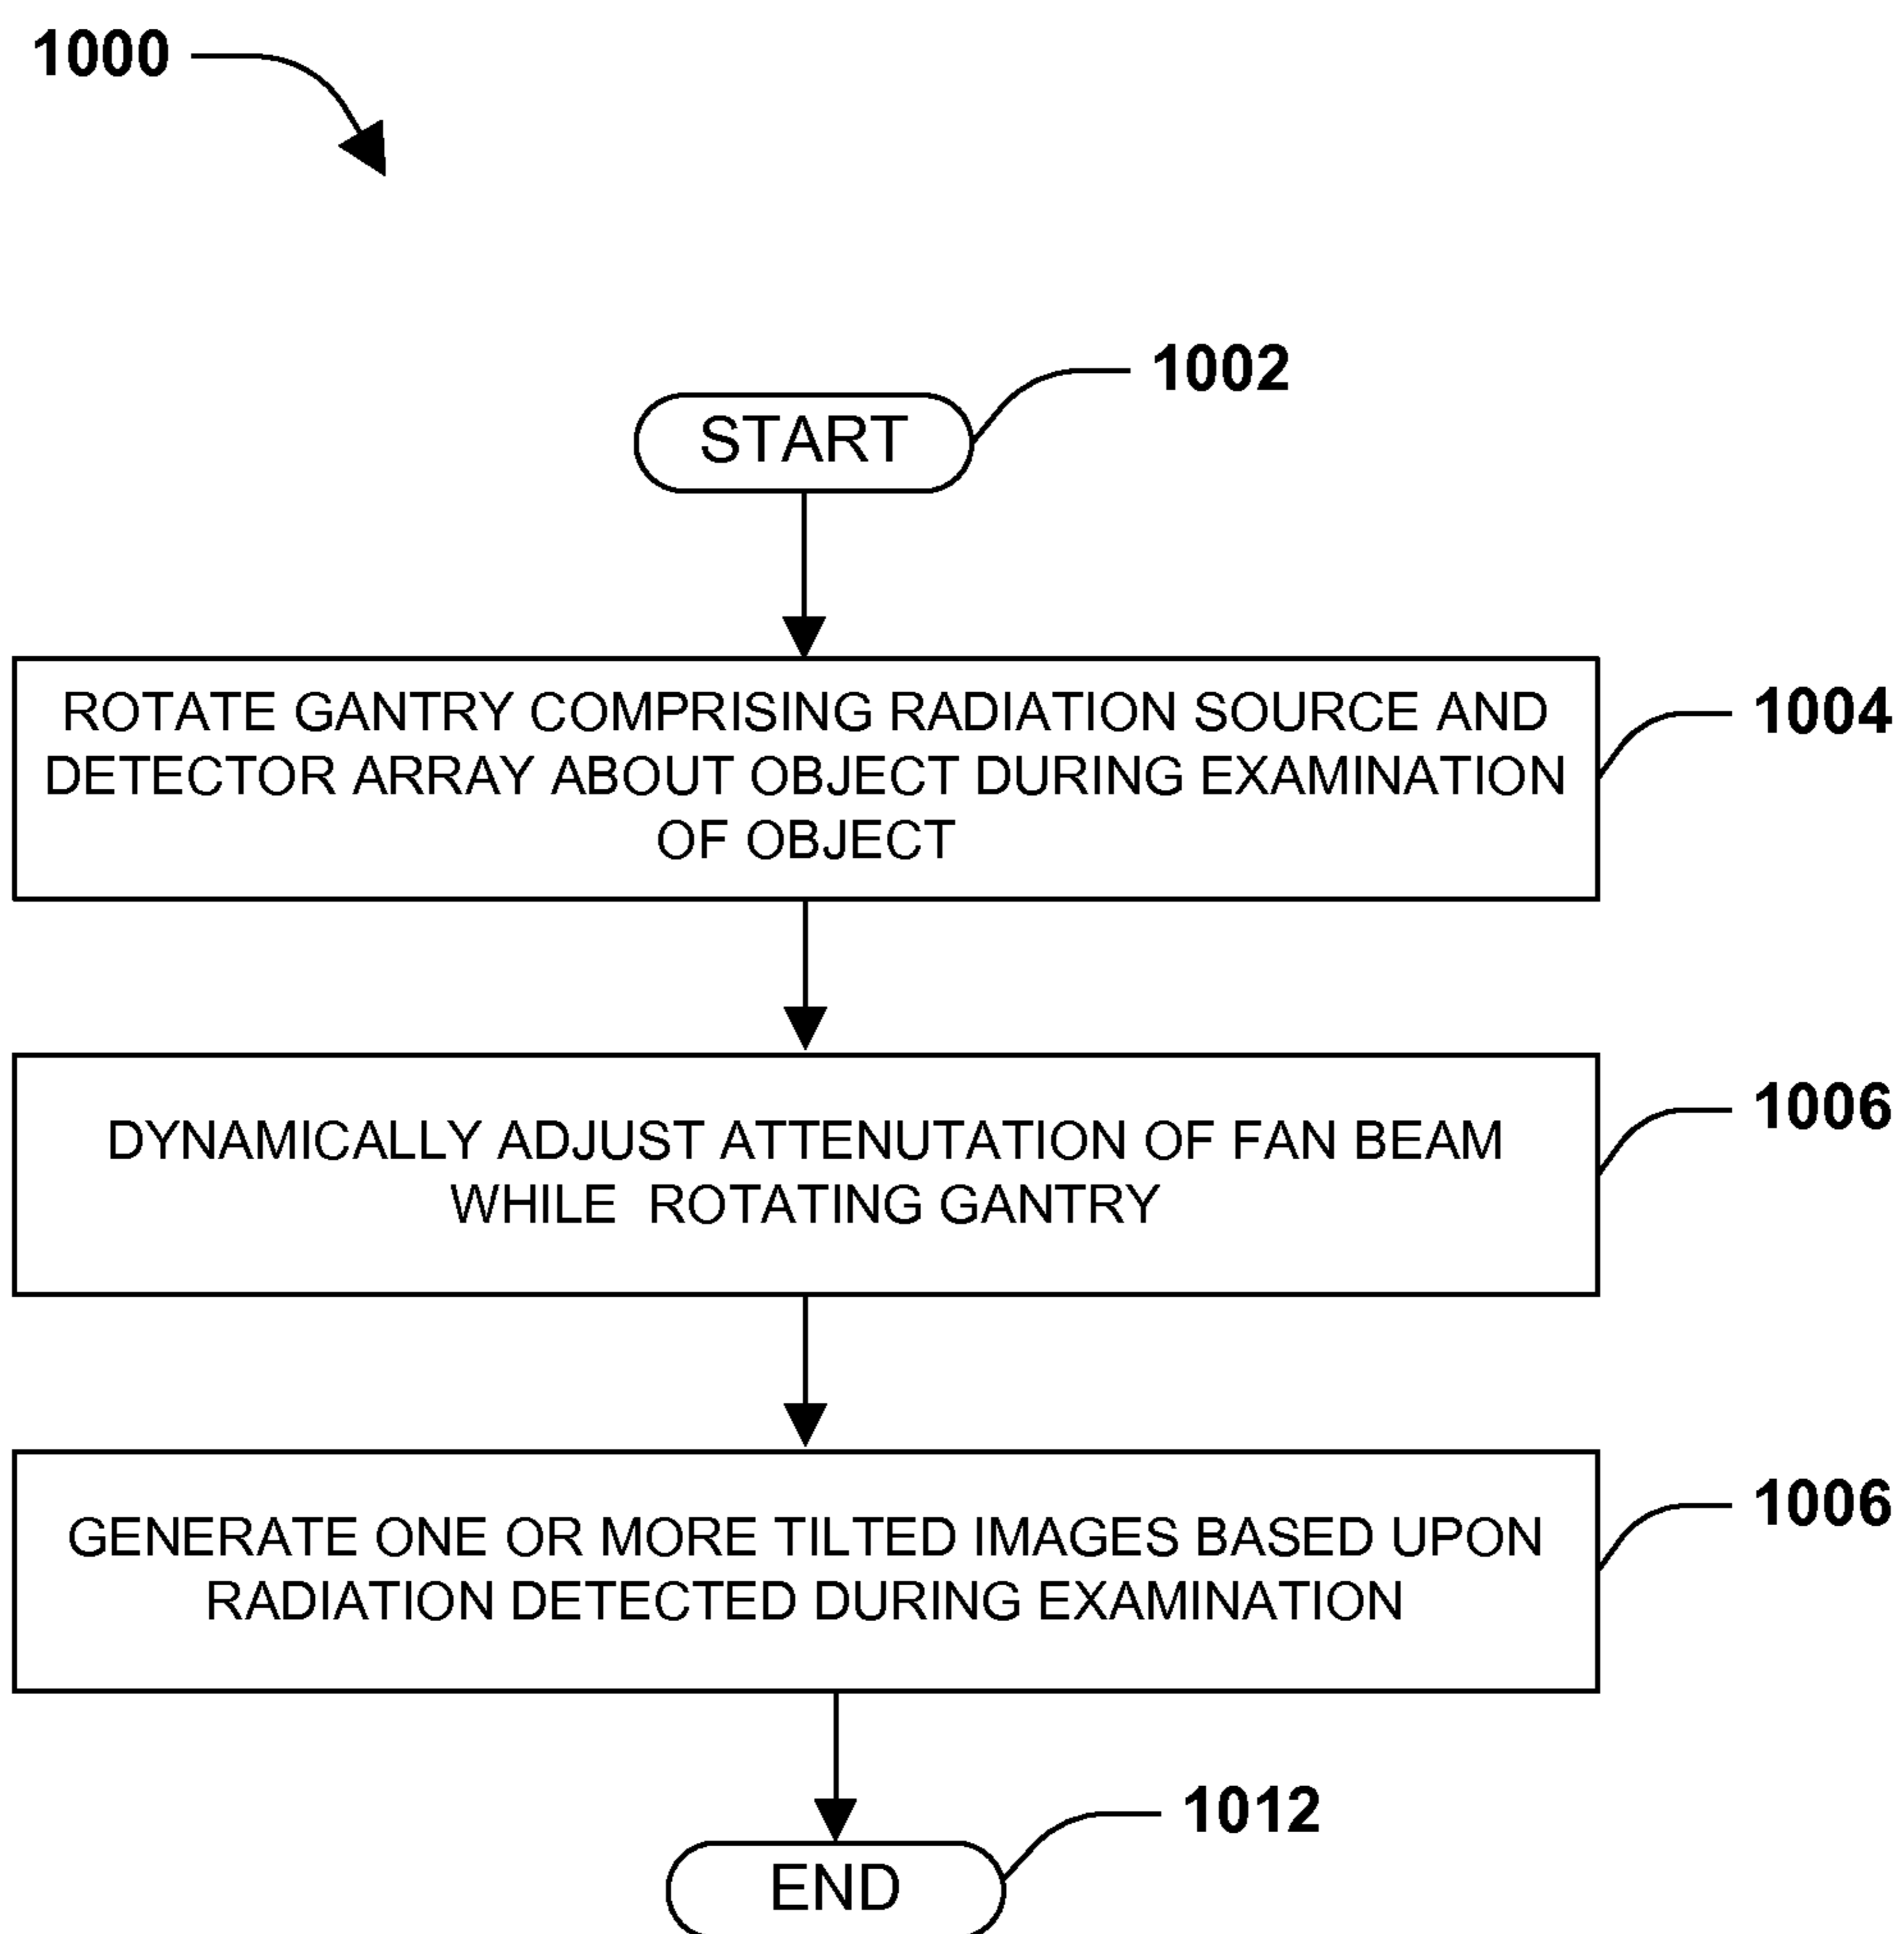 1000
1002
START
1004
ROTATE GANTRY COMPRISING RADIATION SOURCE AND
DETECTOR ARRAY ABOUT OBJECT DURING EXAMINATION
OF OBJECT
1006
DYNAMICALLY ADJUST ATTENUTATION OF FAN BEAM
WHILE ROTATING GANTRY
1006
GENERATE ONE OR MORE TILTED IMAGES BASED UPON
RADIATION DETECTED DURING EXAMINATION
1012
END